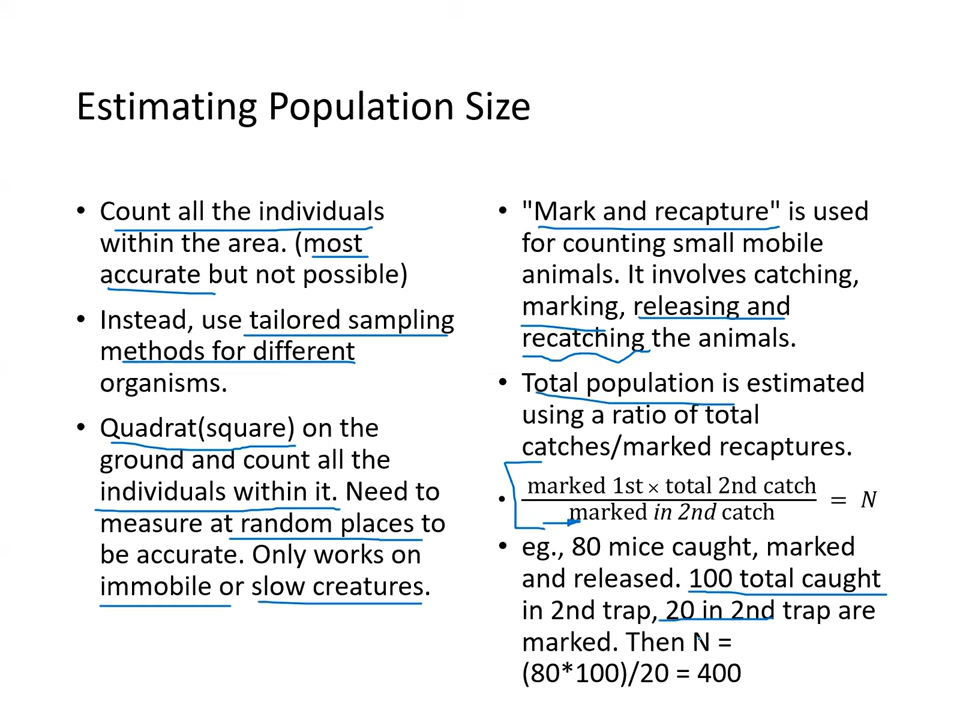 Estimating Population Size
• Count all the individuals
within the area. (most
accurate but not possible)
• Instead, use tailored sampling
methods for different
organisms.
• Quadrat(square) on the
ground and count all the
individuals within it. Need to
measure at random places to
be accurate. Only works on
immobile or slow creatures.
• "Mark and recapture" is used
for counting small mobile
animals. It involves catching,
marking, releasing and
recatching the animals.
• Total population is estimated
using a ratio of total
catches/marked recaptures.
• marked 1st × total 2nd catch
marked in 2nd catch
= N
• eg., 80 mice caught, marked
and released. 100 total caught
in 2nd trap, 20 in 2nd trap are
marked. Then N =
(80*100)/20 = 400